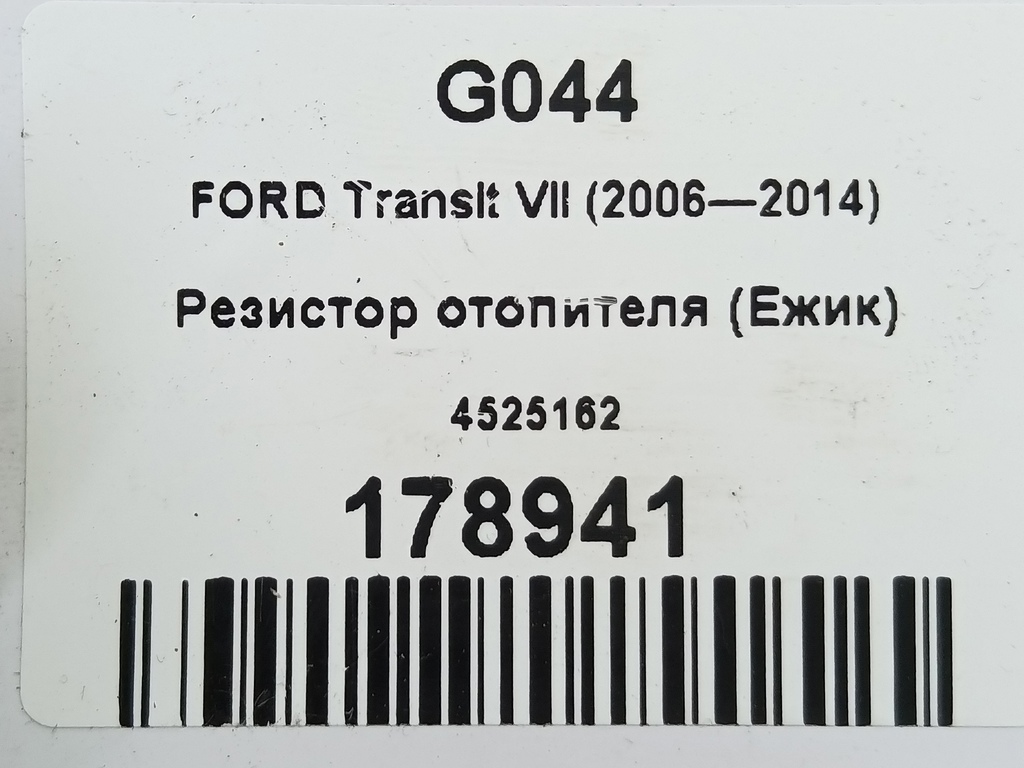 G044
FORD Transit VII (2006—2014)
Резистор отопителя (Ежик)
4525162
178941